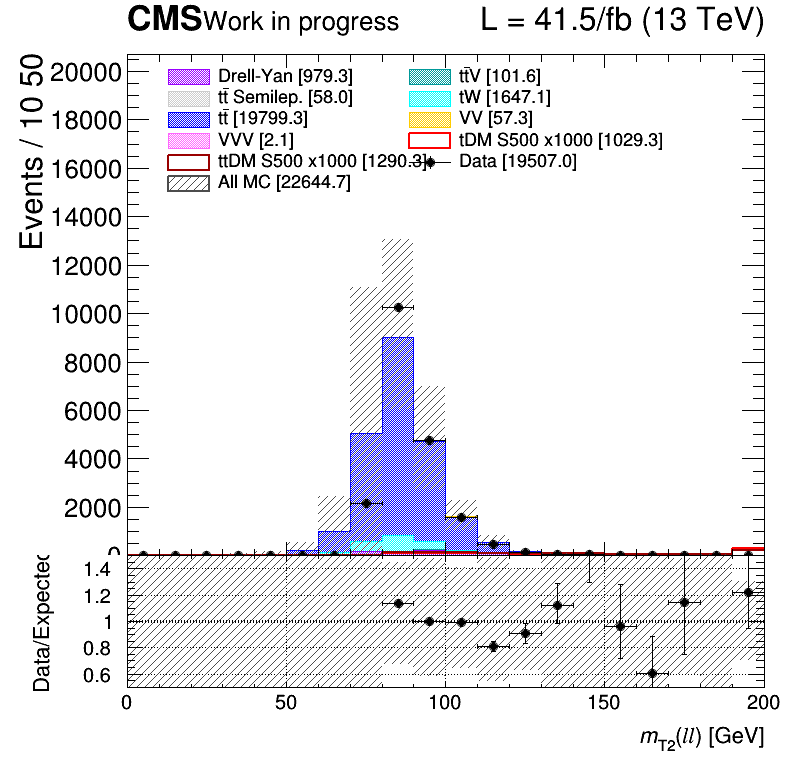 CMS Work in progress L = 41.5/fb (13 TeV)
Events / 10 50
20000
18000
16000
14000
12000
10000
8000
6000
4000
2000
0
Drell-Yan [979.3]
tt̄ Semilep. [58.0]
tt̄ [19799.3]
VVV [2.1]
ttDM S500 x1000 [1290.3]
All MC [22644.7]
tt̄V [101.6]
tW [1647.1]
VV [57.3]
tDM S500 x1000 [1029.3]
Data [19507.0]
Data/Expected
1.4
1.2
1
0.8
0.6
0 50 100 150 200
m_T2(ll) [GeV]